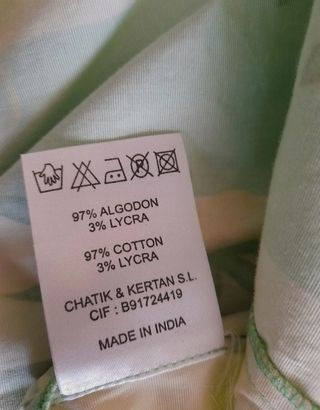 97% ALGODON
3% LYCRA
97% COTTON
3% LYCRA
CHATIK & KERTAN S.L.
CIF : B91724419
MADE IN INDIA